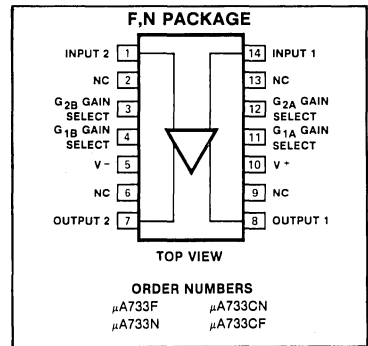 F,N PACKAGE
INPUT 2 1 14 INPUT 1
NC 2 13 NC
G2B GAIN SELECT 3 12 G2A GAIN SELECT
G1B GAIN SELECT 4 11 G1A GAIN SELECT
V- 5 10 V+
NC 6 9 NC
OUTPUT 2 7 8 OUTPUT 1
TOP VIEW
ORDER NUMBERS
μA733F μA733CN
μA733N μA733CF